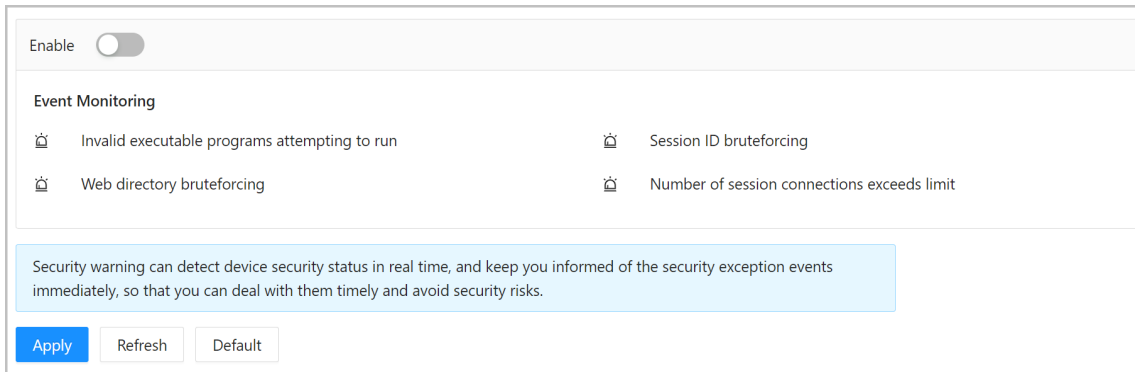 Enable
Event Monitoring
Invalid executable programs attempting to run
Session ID bruteforcing
Web directory bruteforcing
Number of session connections exceeds limit
Security warning can detect device security status in real time, and keep you informed of the security exception events
immediately, so that you can deal with them timely and avoid security risks.
Apply
Refresh
Default